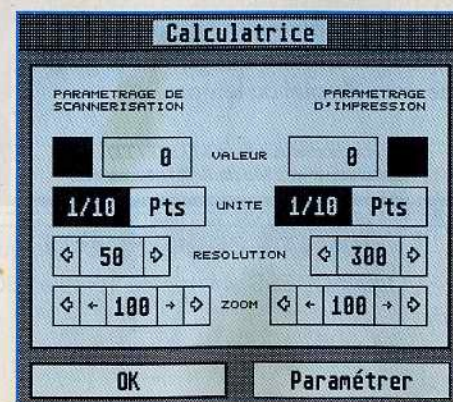 Calculatrice
PARAMETRAGE DE SCANNERISATION
PARAMETRAGE D'IMPRESSION
0 VALEUR 0
1/10 Pts UNITE 1/10 Pts
50 RESOLUTION 300
100 ZOOM 100
OK Paramétrer